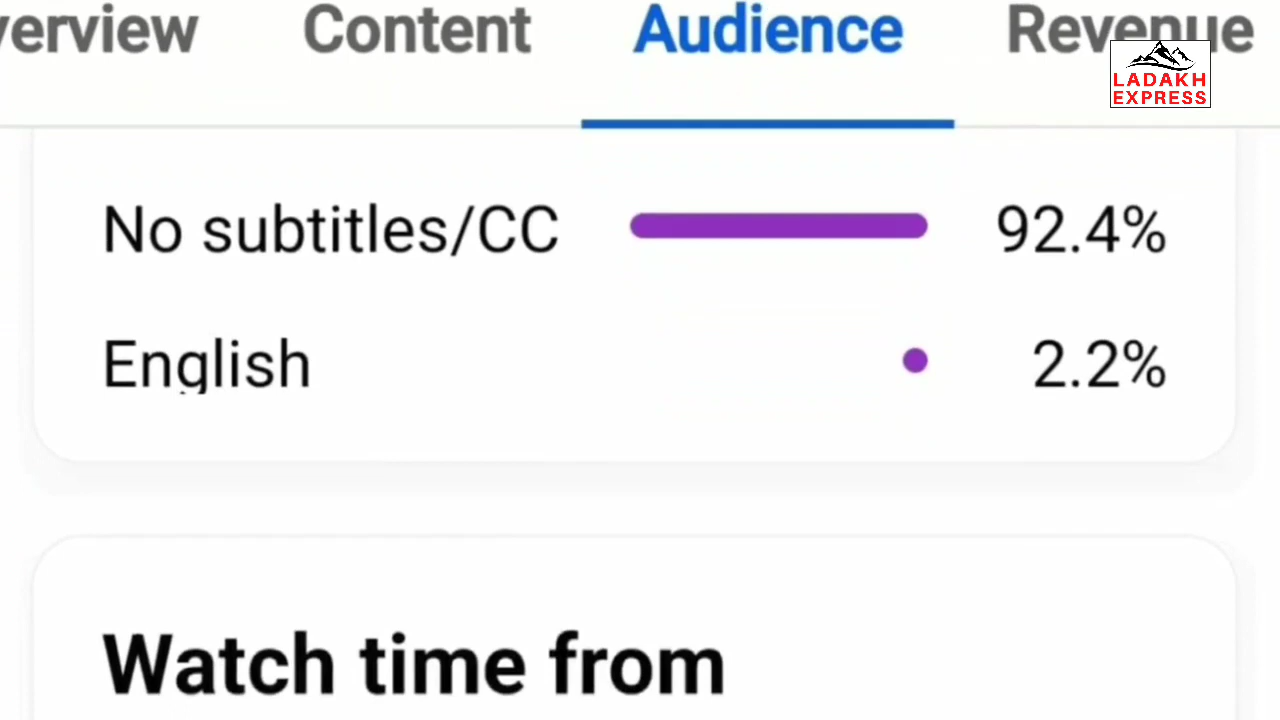 verview Content Audience Revenue
LADAKH
EXPRESS
No subtitles/CC 92.4%
English 2.2%
Watch time from